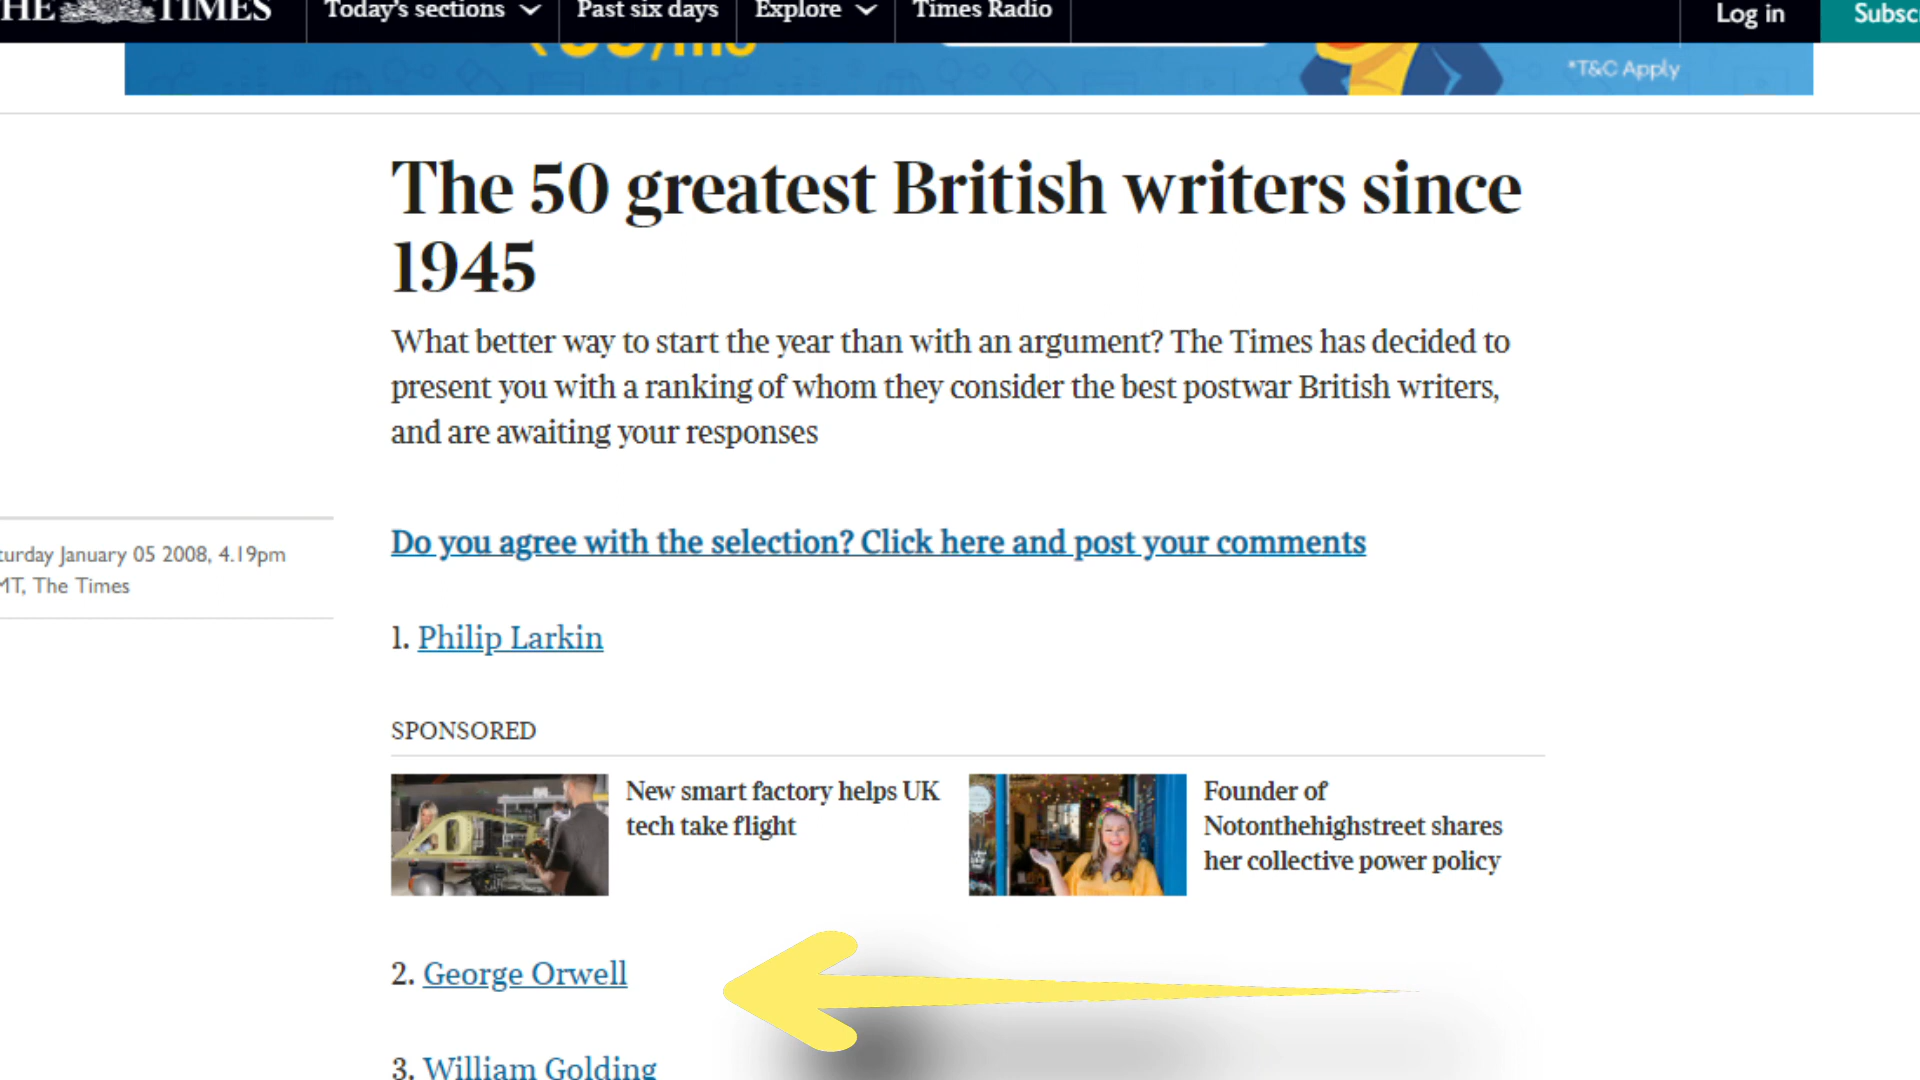 THE TIMES
Today's sections
Past six days
Explore
Times Radio
Log in
*T&C Apply
The 50 greatest British writers since
1945
What better way to start the year than with an argument? The Times has decided to
present you with a ranking of whom they consider the best postwar British writers,
and are awaiting your responses
Do you agree with the selection? Click here and post your comments
January 05 2008, 4.19pm
The Times
1. Philip Larkin
SPONSORED
New smart factory helps UK
tech take flight
Founder of
Notonthehighstreet shares
her collective power policy
2. George Orwell
3. William Golding